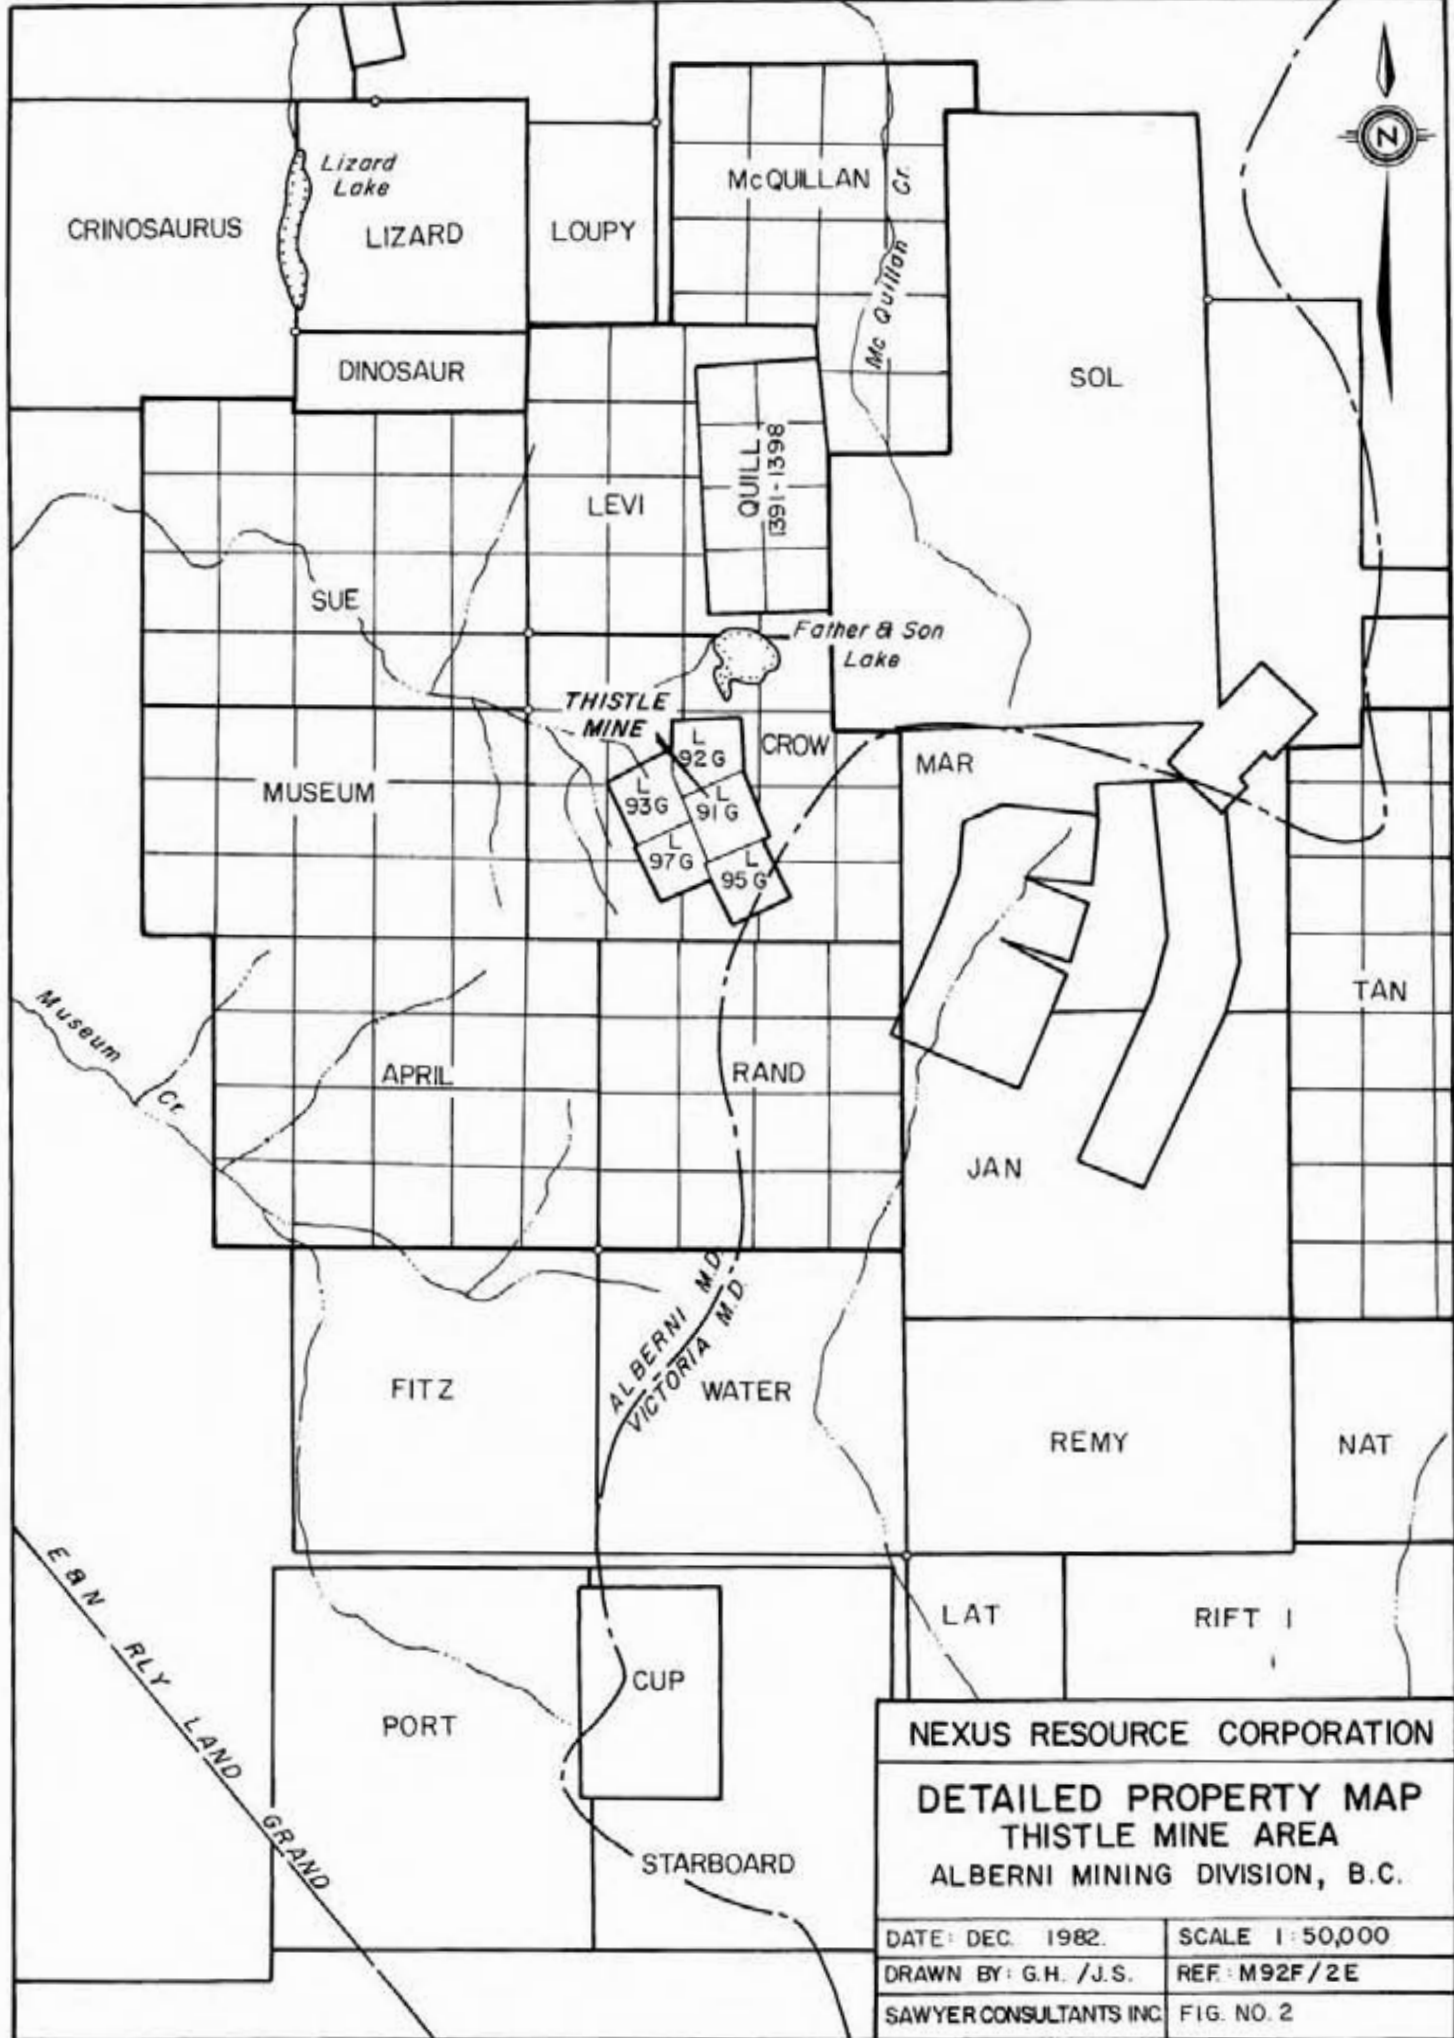 N
Lizard
Lake
McQUILLAN
Cr.
CRINOSAURUS
LIZARD
LOUPY
Mc Quillan
DINOSAUR
SOL
QUILL
1391-1398
LEVI
SUE
Father & Son
Lake
THISTLE
MINE
L
92 G
CROW
MAR
MUSEUM
L
93 G
L
91 G
L
97 G
L
95 G
TAN
Museum
Cr.
APRIL
RAND
JAN
ALBERNI M.D.
VICTORIA M.D.
FITZ
WATER
REMY
NAT
E&N RLY LAND GRAND
LAT
RIFT 1
CUP
PORT
STARBOARD
NEXUS RESOURCE CORPORATION
DETAILED PROPERTY MAP
THISTLE MINE AREA
ALBERNI MINING DIVISION, B.C.
DATE: DEC. 1982.
SCALE 1:50,000
DRAWN BY: G.H. /J.S.
REF.: M92F/2E
SAWYER CONSULTANTS INC
FIG. NO. 2